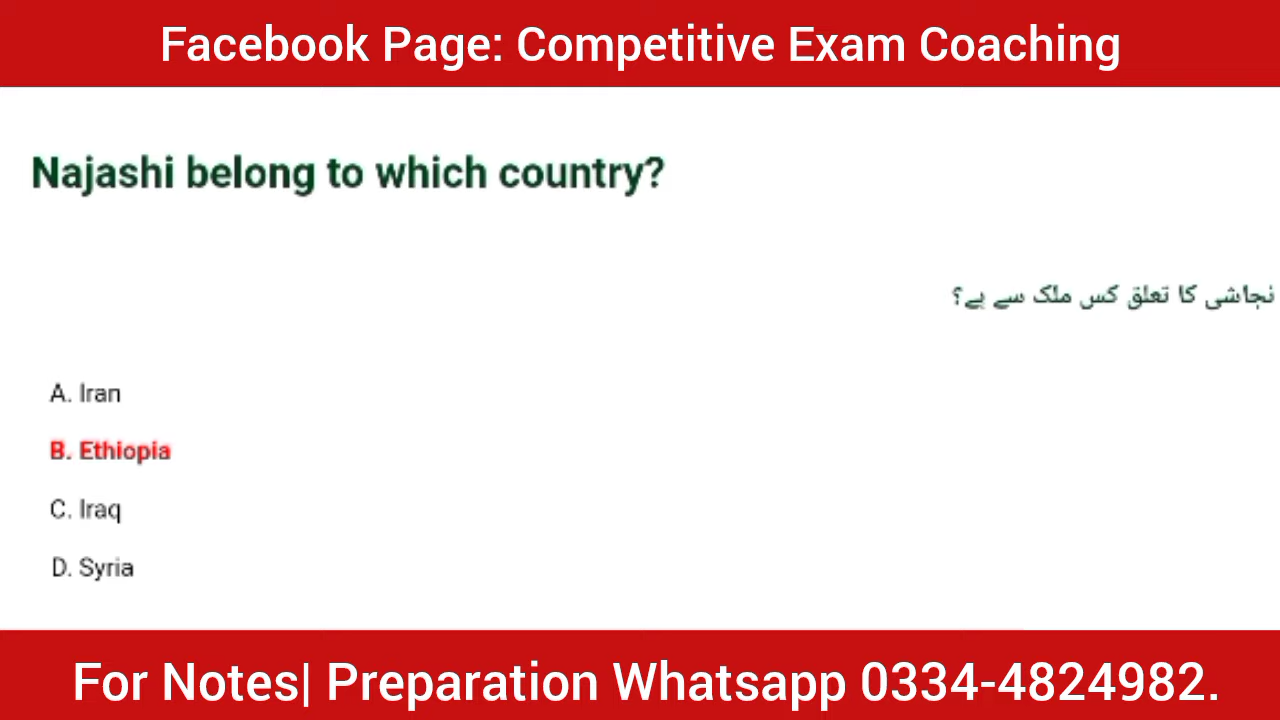 Facebook Page: Competitive Exam Coaching
Najashi belong to which country?
نجاشی کا تعلق کس ملک سے ہے؟
A. Iran
B. Ethiopia
C. Iraq
D. Syria
For Notes| Preparation Whatsapp 0334-4824982.